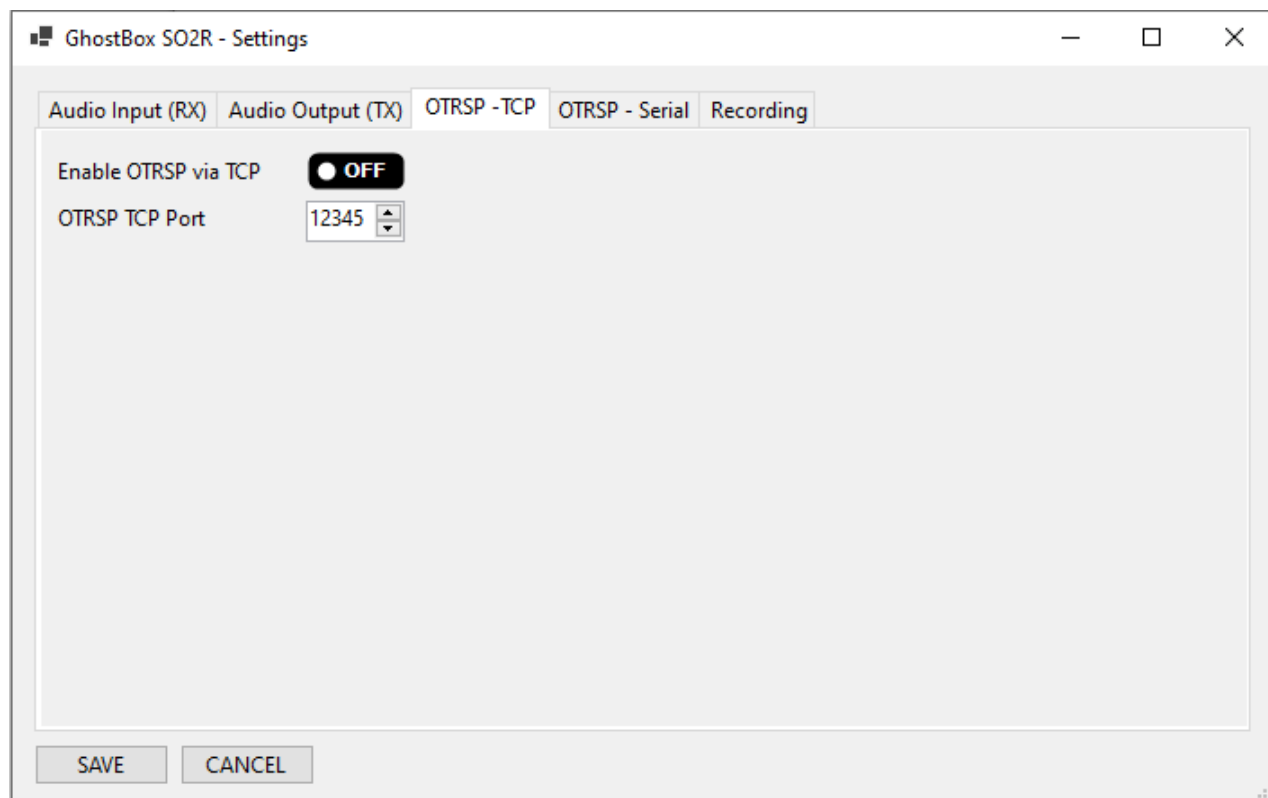 GhostBox SO2R - Settings
Audio Input (RX) Audio Output (TX) OTRSP -TCP OTRSP - Serial Recording
Enable OTRSP via TCP OFF
OTRSP TCP Port 12345
SAVE CANCEL